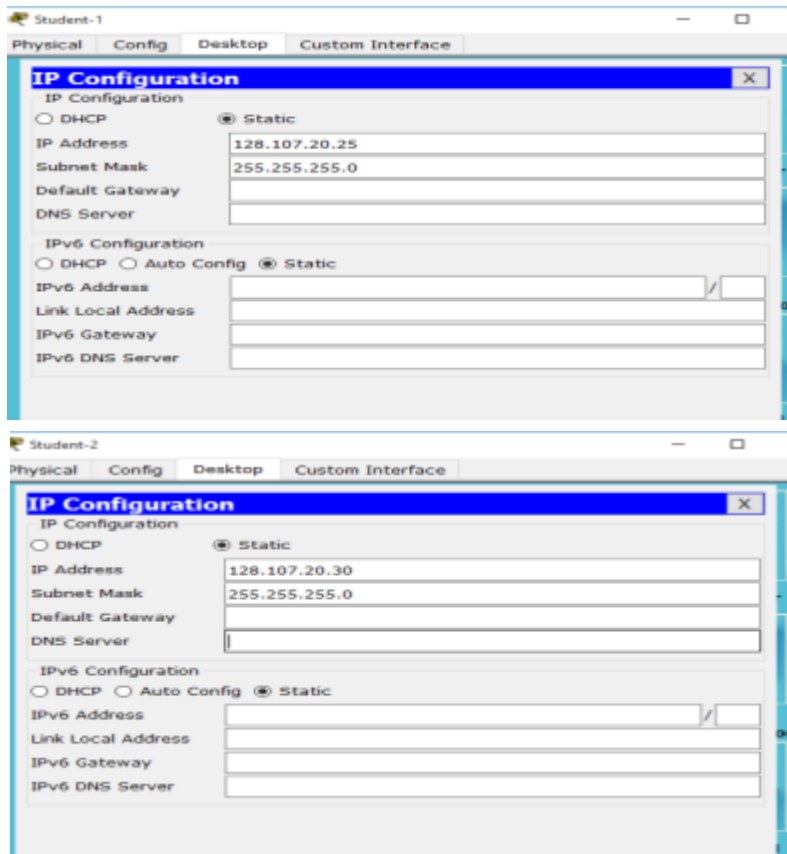 Student-1
Physical Config Desktop Custom Interface
IP Configuration X
IP Configuration
DHCP Static
IP Address 128.107.20.25
Subnet Mask 255.255.255.0
Default Gateway
DNS Server
IPv6 Configuration
DHCP Auto Config Static
IPv6 Address /
Link Local Address
IPv6 Gateway
IPv6 DNS Server
Student-2
Physical Config Desktop Custom Interface
IP Configuration X
IP Configuration
DHCP Static
IP Address 128.107.20.30
Subnet Mask 255.255.255.0
Default Gateway
DNS Server
IPv6 Configuration
DHCP Auto Config Static
IPv6 Address /
Link Local Address
IPv6 Gateway
IPv6 DNS Server